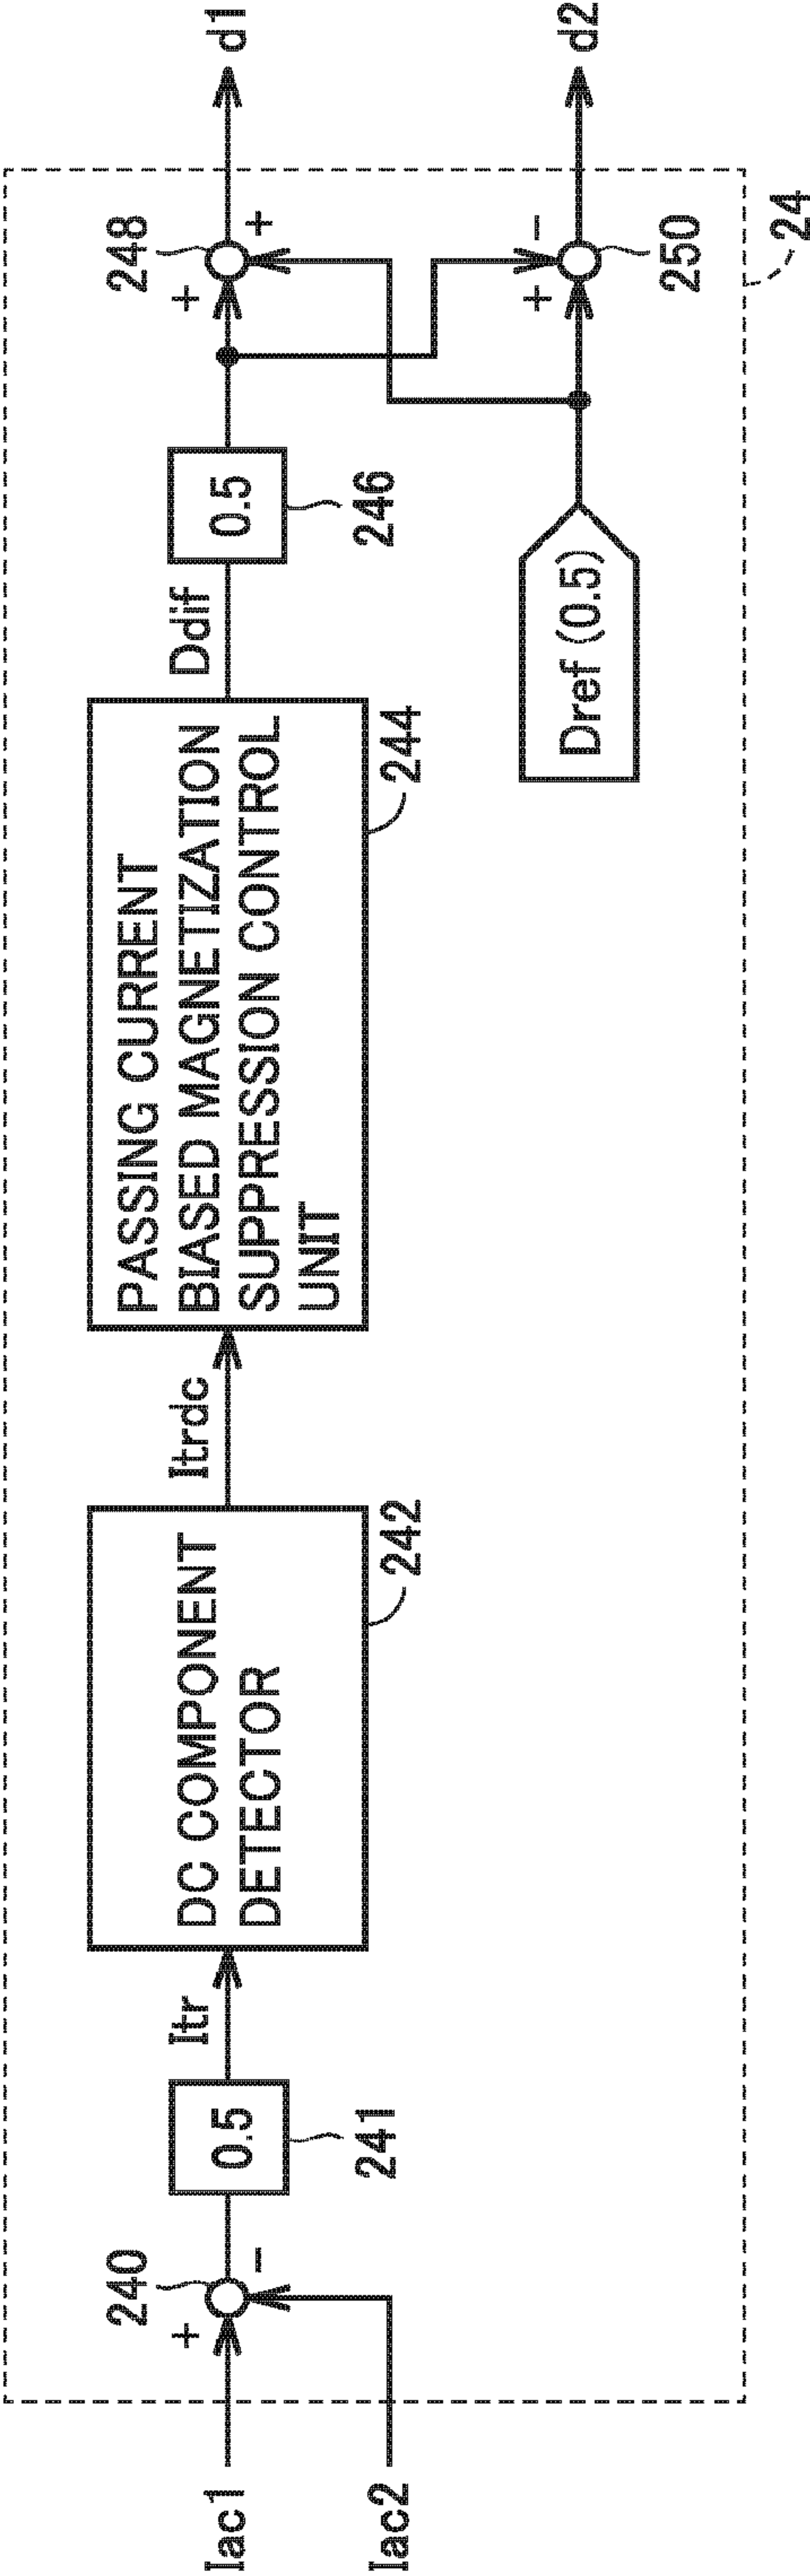 Iac1
Iac2
+
−
240
0.5
241
Itr
DC COMPONENT
DETECTOR
242
Itrdc
PASSING CURRENT
BIASED MAGNETIZATION
SUPPRESSION CONTROL
UNIT
244
Ddif
0.5
246
Dref (0.5)
+
+
248
+
−
250
d1
d2
24